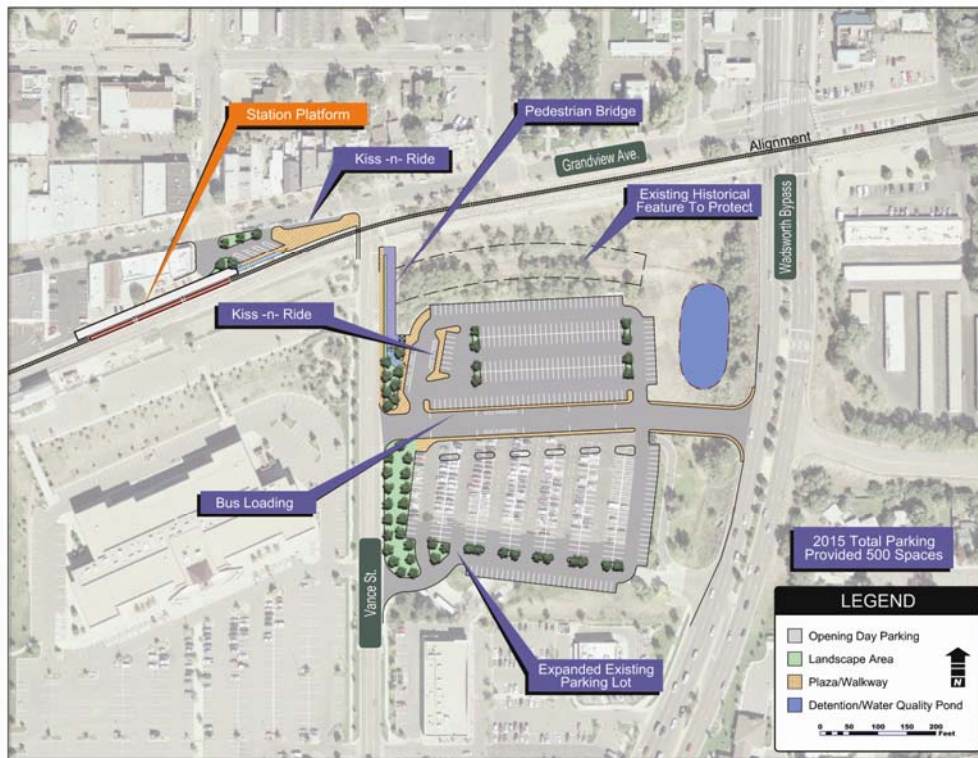 Station Platform
Pedestrian Bridge
Kiss -n- Ride
Grandview Ave.
Alignment
Existing Historical
Feature To Protect
Wadsworth Bypass
Kiss -n- Ride
Bus Loading
Vance St.
2015 Total Parking
Provided 500 Spaces
Expanded Existing
Parking Lot
LEGEND
Opening Day Parking
Landscape Area
Plaza/Walkway
Detention/Water Quality Pond
N
0 50 100 150 200
Feet